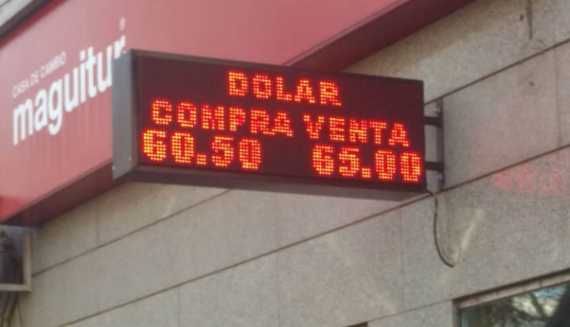 CASA DE CAMBIO
maguitur
DOLAR
COMPRA VENTA
60.50 65.00